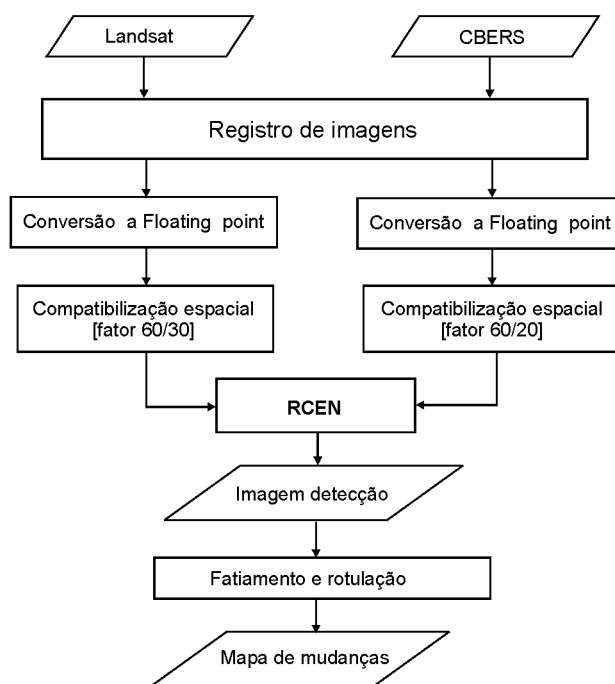 Landsat
CBERS
Registro de imagens
Conversão a Floating point
Conversão a Floating point
Compatibilização espacial
[fator 60/30]
Compatibilização espacial
[fator 60/20]
RCEN
Imagem detecção
Fatiamento e rotulação
Mapa de mudanças